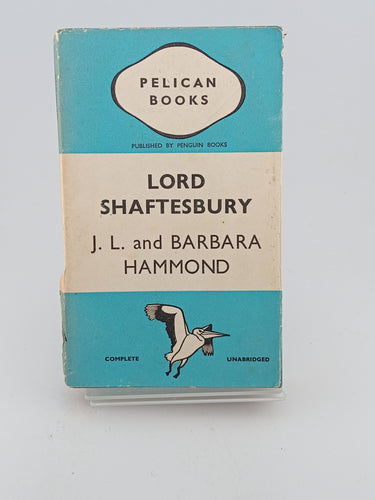 PELICAN
BOOKS
PUBLISHED BY PENGUIN BOOKS
LORD
SHAFTESBURY
J. L. and BARBARA
HAMMOND
COMPLETE UNABRIDGED